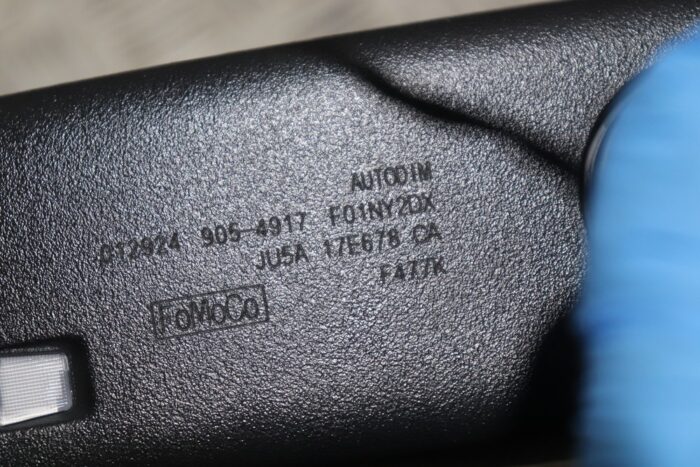 AUTODIM
012924 905-4917 F01NY2DX
JU5A 17E678 CA
F477K
FoMoCo